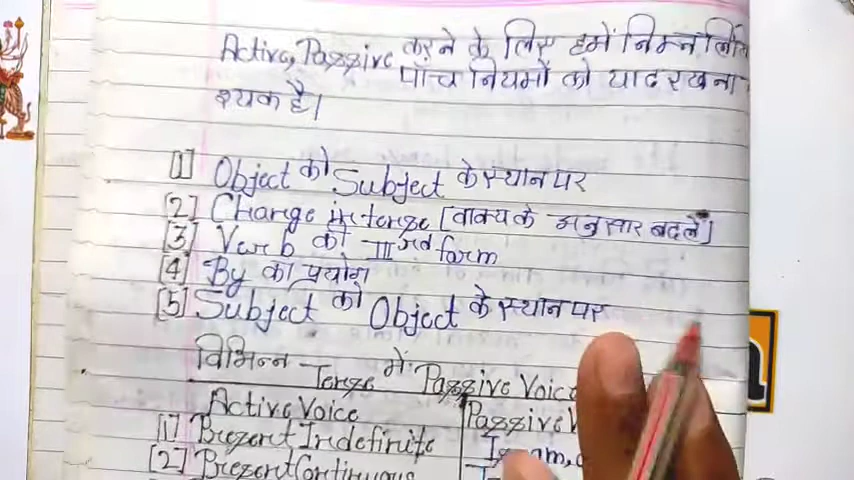 Active, Passive करने के लिए हमें निम्नलिि
पाँच नियमों को याद रखना
श्यक है।
[1] Object को Subject के स्थान पर
[2] Change in tense [वाक्य के अनुसार बदलें]
[3] Verb को III rd form
[4] By का प्रयोग
[5] Subject को Object के स्थान पर
विभिन्न Tense में Passive Voice
Active Voice
Passive V
[1] Present Indefinite
Is, am, a
[2] Present Continuous